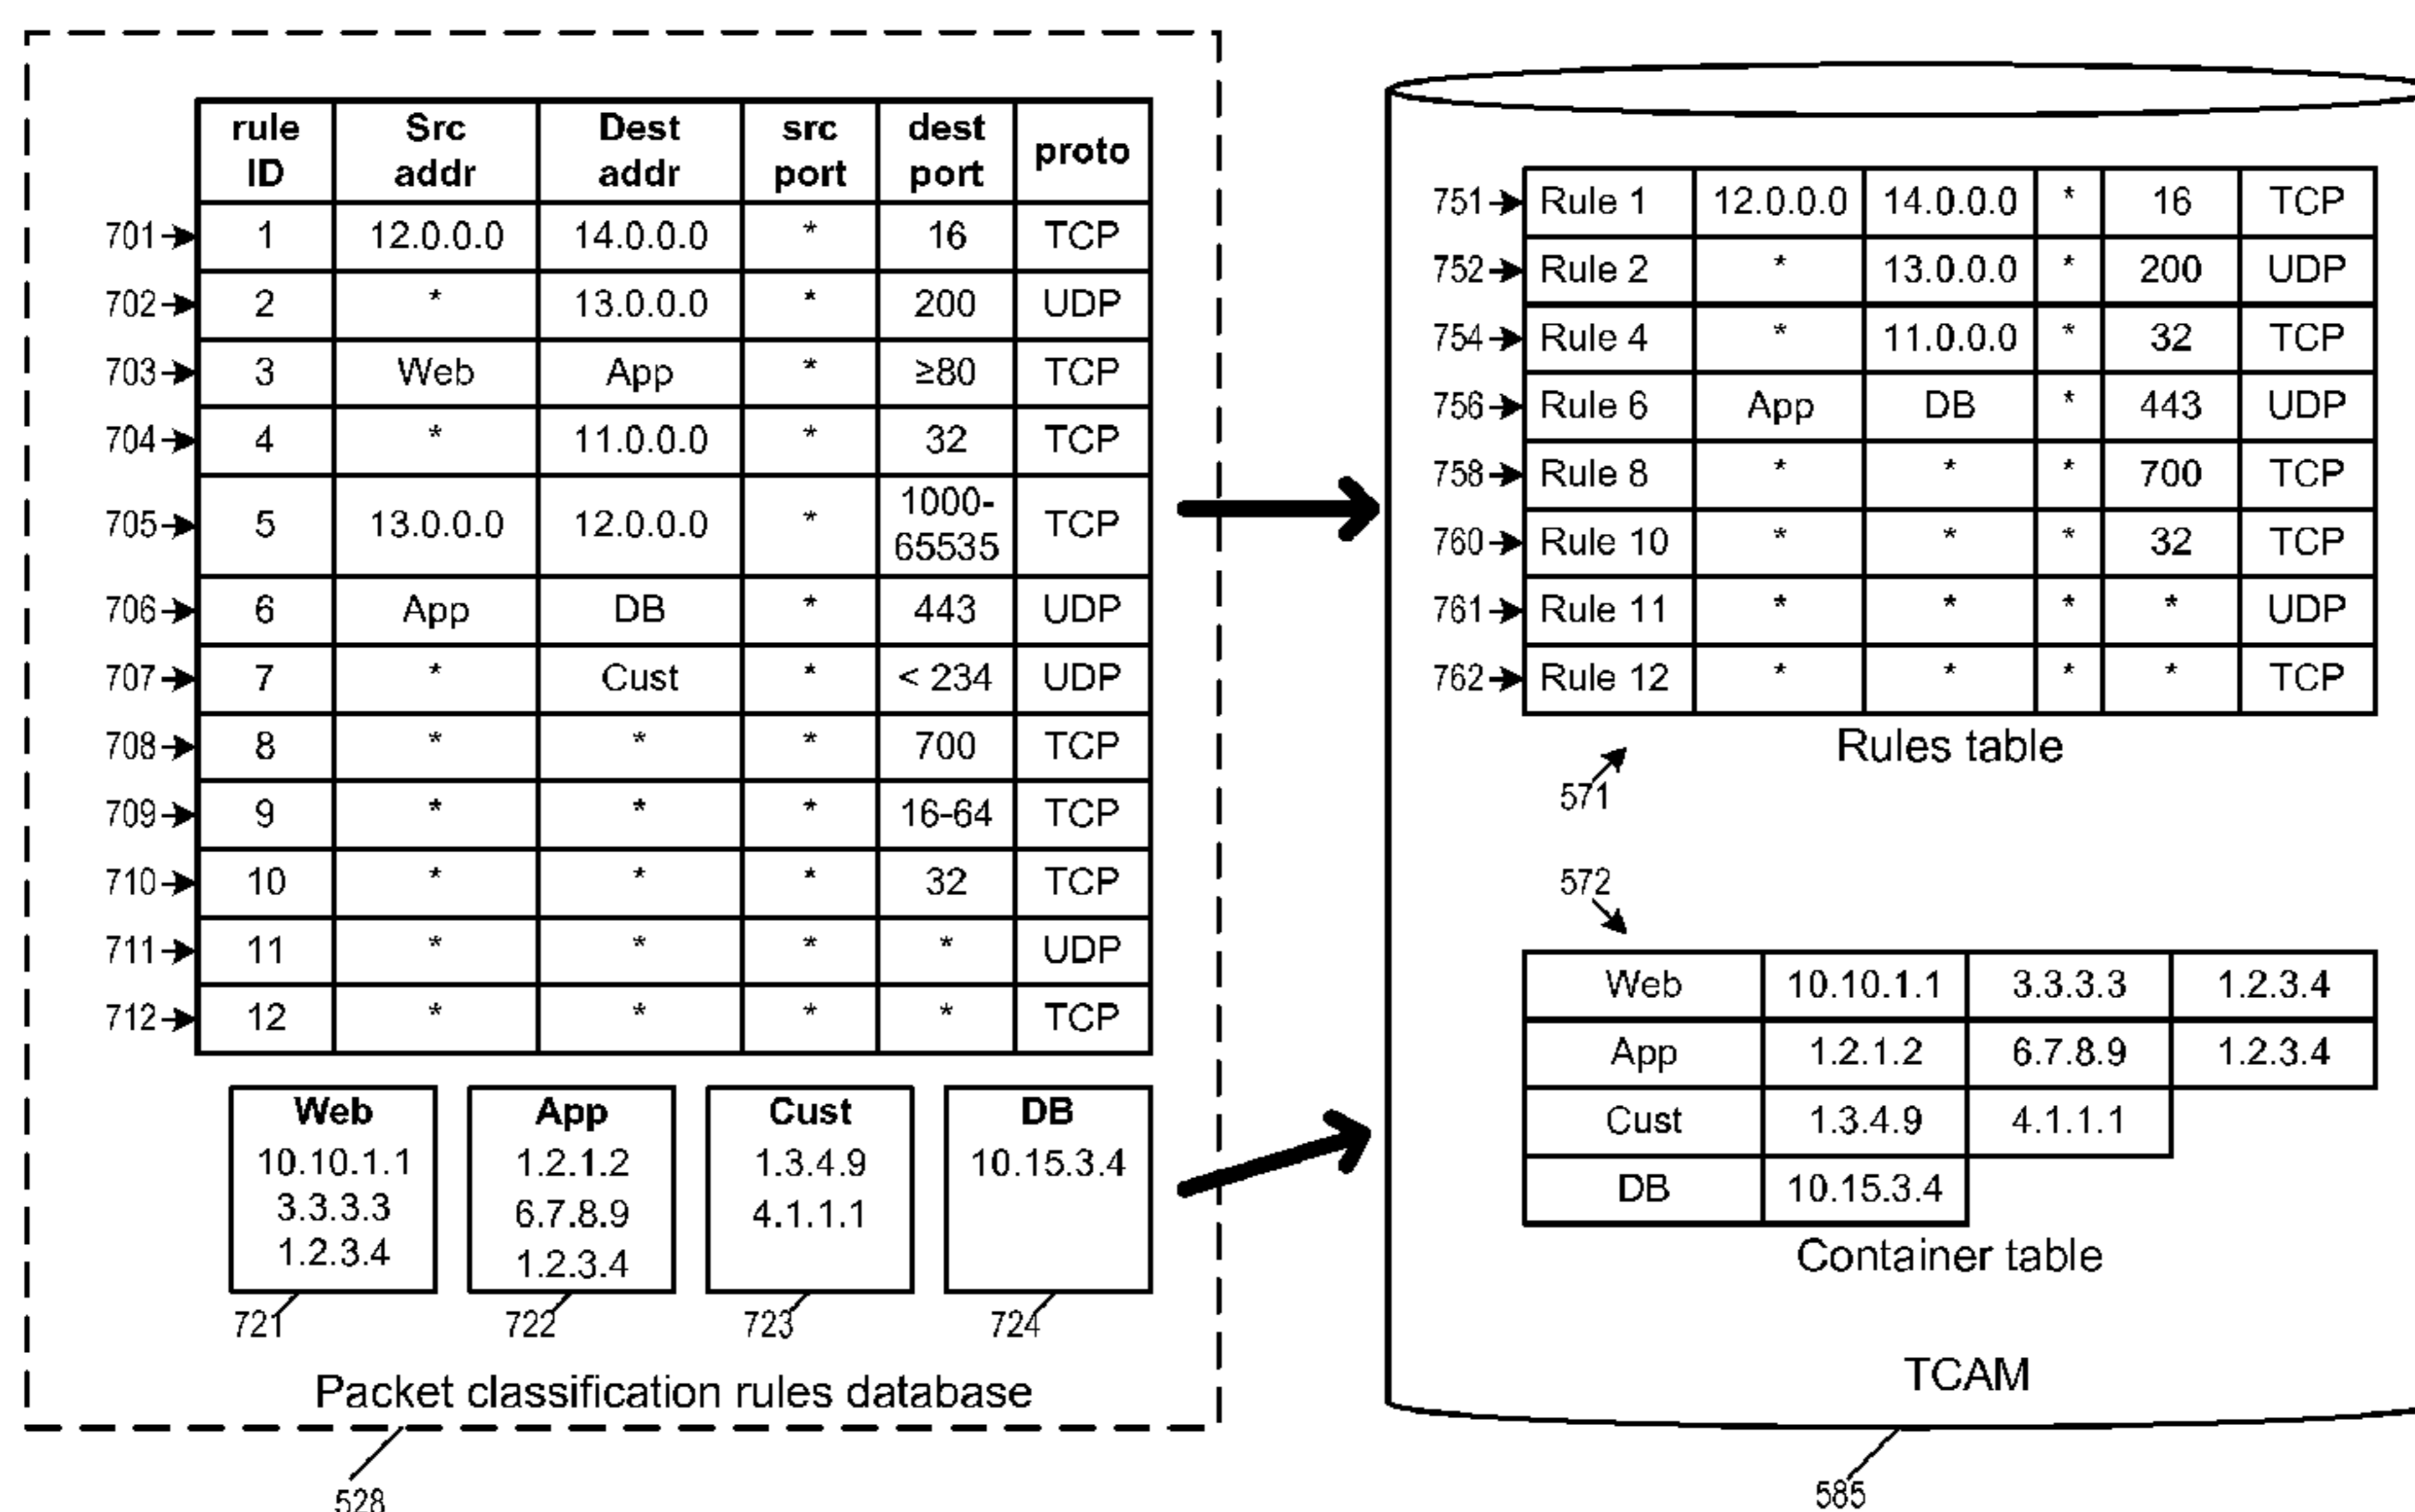 rule ID Src addr Dest addr src port dest port proto
701 1 12.0.0.0 14.0.0.0 * 16 TCP
702 2 * 13.0.0.0 * 200 UDP
703 3 Web App * ≥80 TCP
704 4 * 11.0.0.0 * 32 TCP
705 5 13.0.0.0 12.0.0.0 * 1000-65535 TCP
706 6 App DB * 443 UDP
707 7 * Cust * < 234 UDP
708 8 * * * 700 TCP
709 9 * * * 16-64 TCP
710 10 * * * 32 TCP
711 11 * * * * UDP
712 12 * * * * TCP
Web
10.10.1.1
3.3.3.3
1.2.3.4
721
App
1.2.1.2
6.7.8.9
1.2.3.4
722
Cust
1.3.4.9
4.1.1.1
723
DB
10.15.3.4
724
Packet classification rules database
528
751 Rule 1 12.0.0.0 14.0.0.0 * 16 TCP
752 Rule 2 * 13.0.0.0 * 200 UDP
754 Rule 4 * 11.0.0.0 * 32 TCP
756 Rule 6 App DB * 443 UDP
758 Rule 8 * * * 700 TCP
760 Rule 10 * * * 32 TCP
761 Rule 11 * * * * UDP
762 Rule 12 * * * * TCP
Rules table
571
572
Web 10.10.1.1 3.3.3.3 1.2.3.4
App 1.2.1.2 6.7.8.9 1.2.3.4
Cust 1.3.4.9 4.1.1.1
DB 10.15.3.4
Container table
TCAM
585